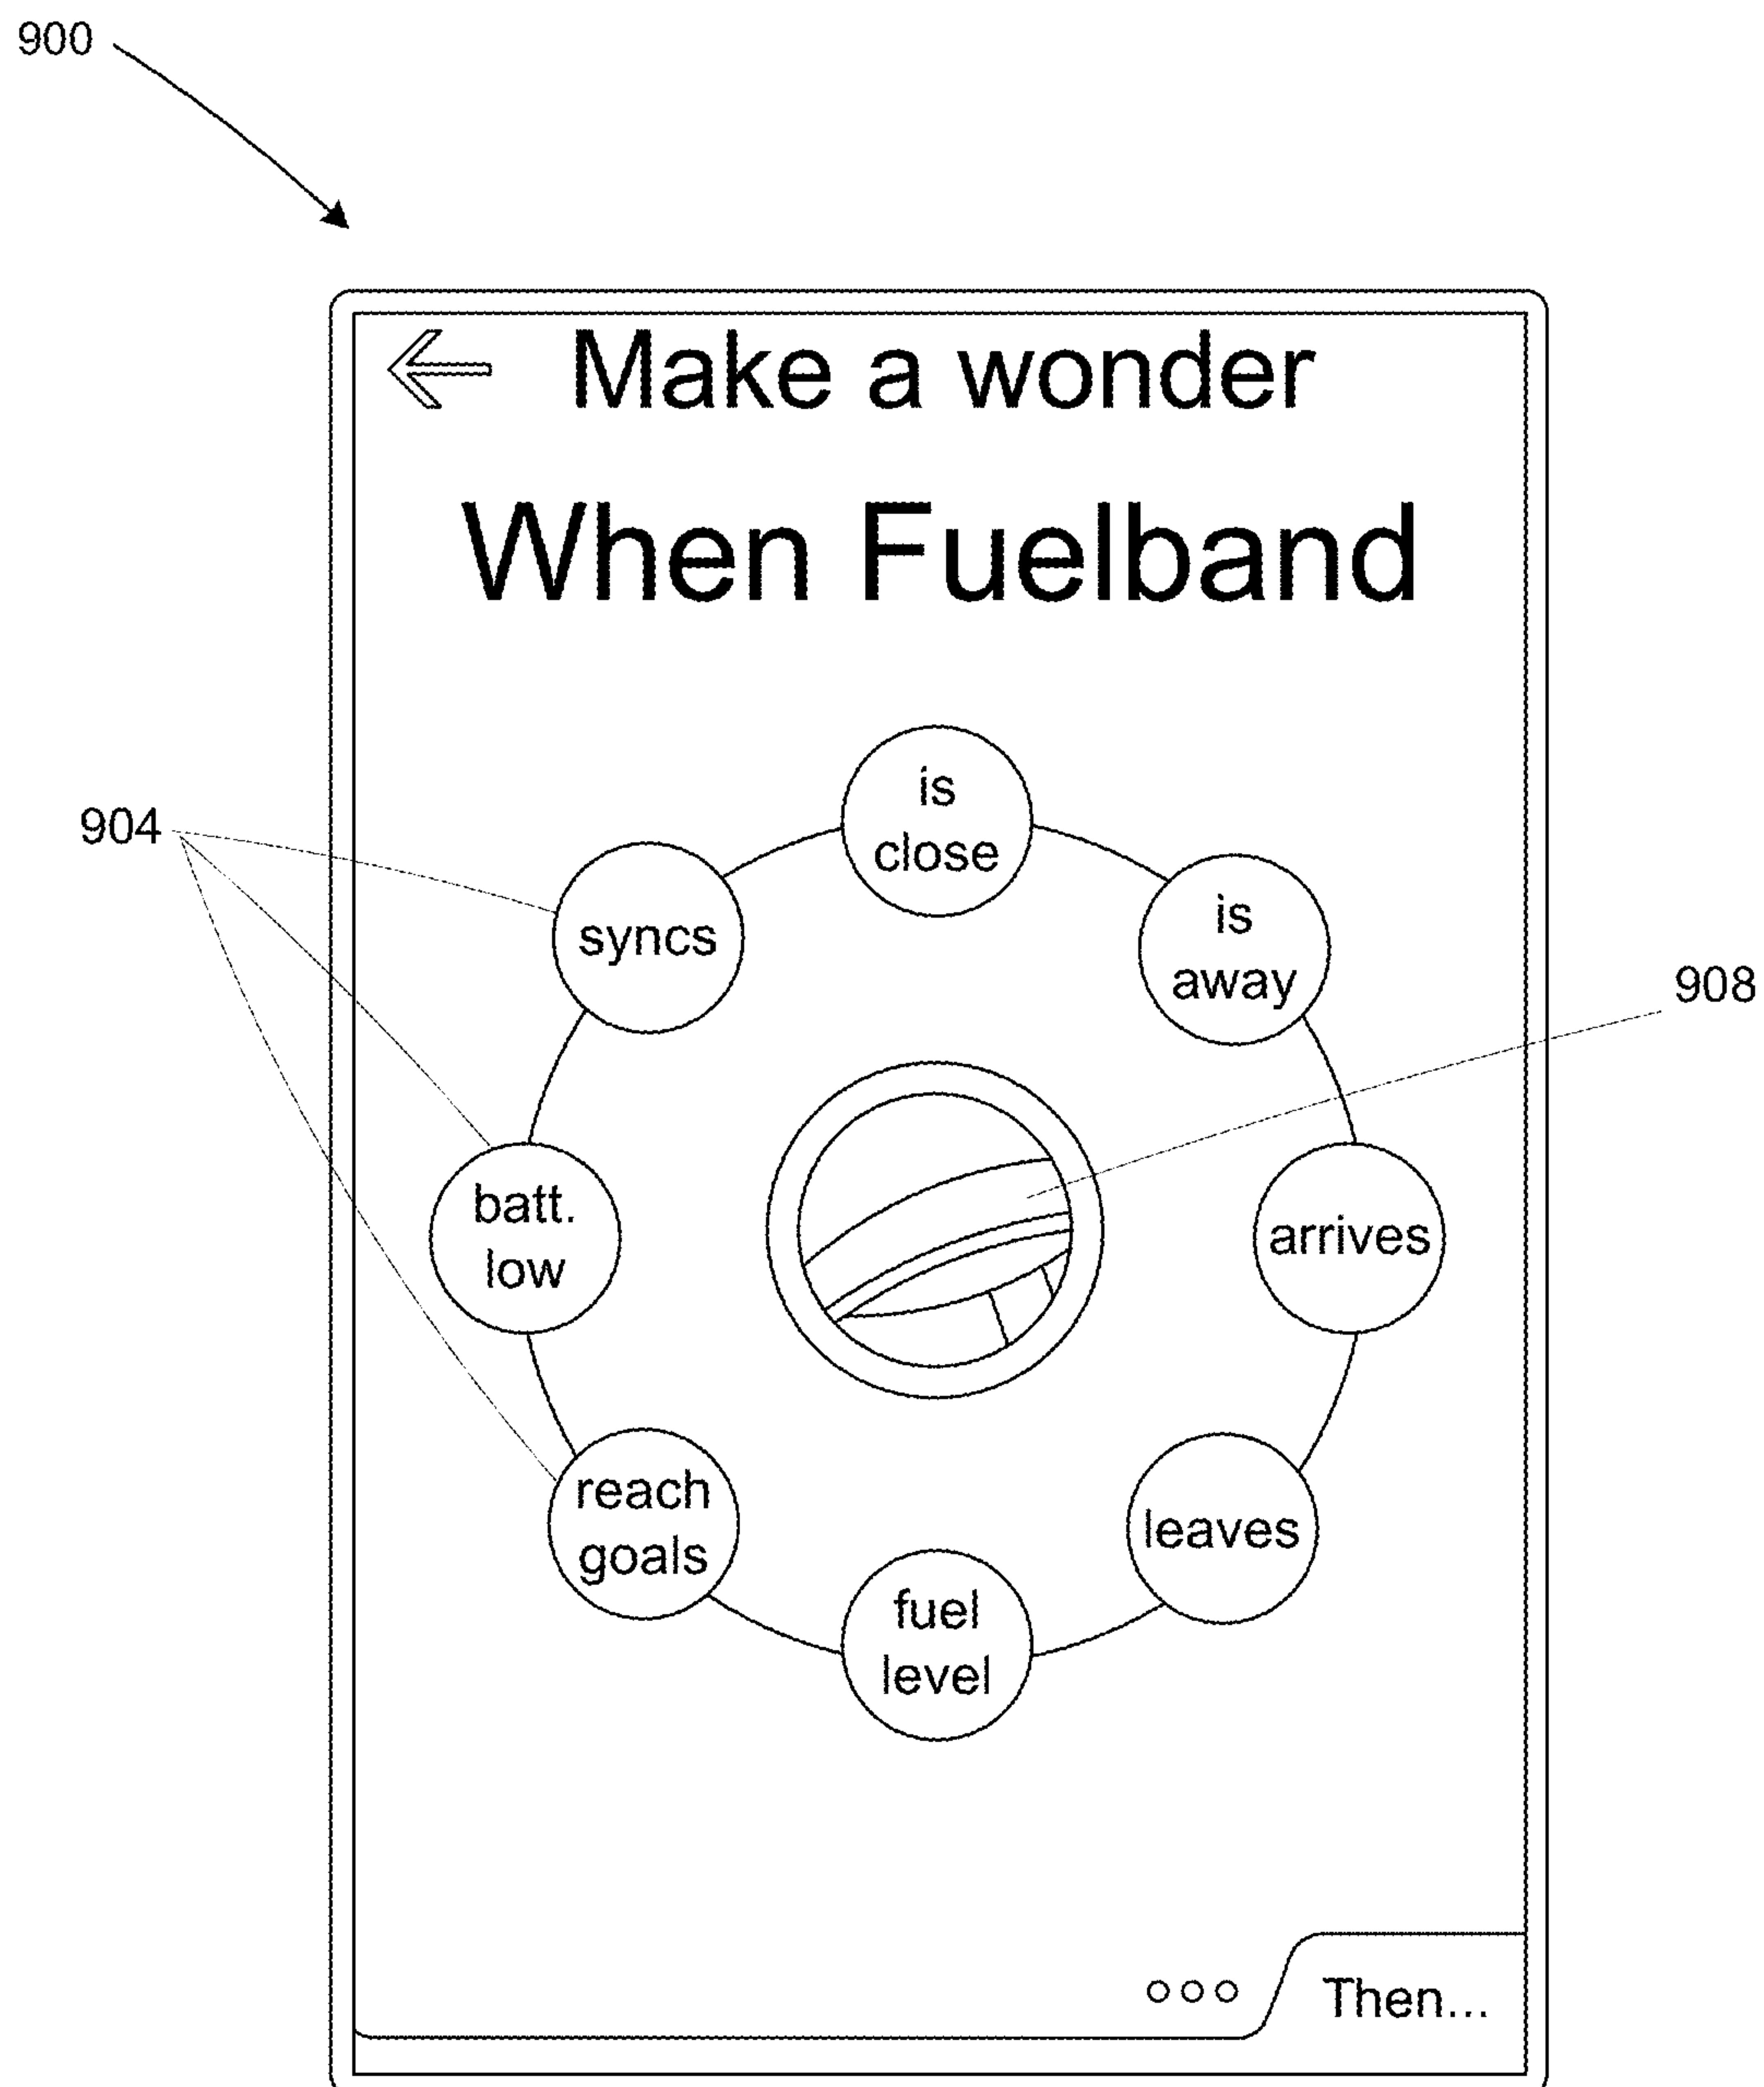 900
Make a wonder
When Fuelband
is
close
is
away
syncs
904
908
batt.
low
arrives
reach
goals
leaves
fuel
level
Then...